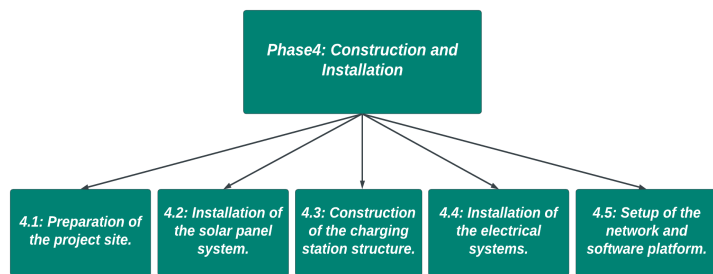 Phase4: Construction and
Installation
4.1: Preparation of
the project site.
4.2: Installation of
the solar panel
system.
4.3: Construction
of the charging
station structure.
4.4: Installation of
the electrical
systems.
4.5: Setup of the
network and
software platform.